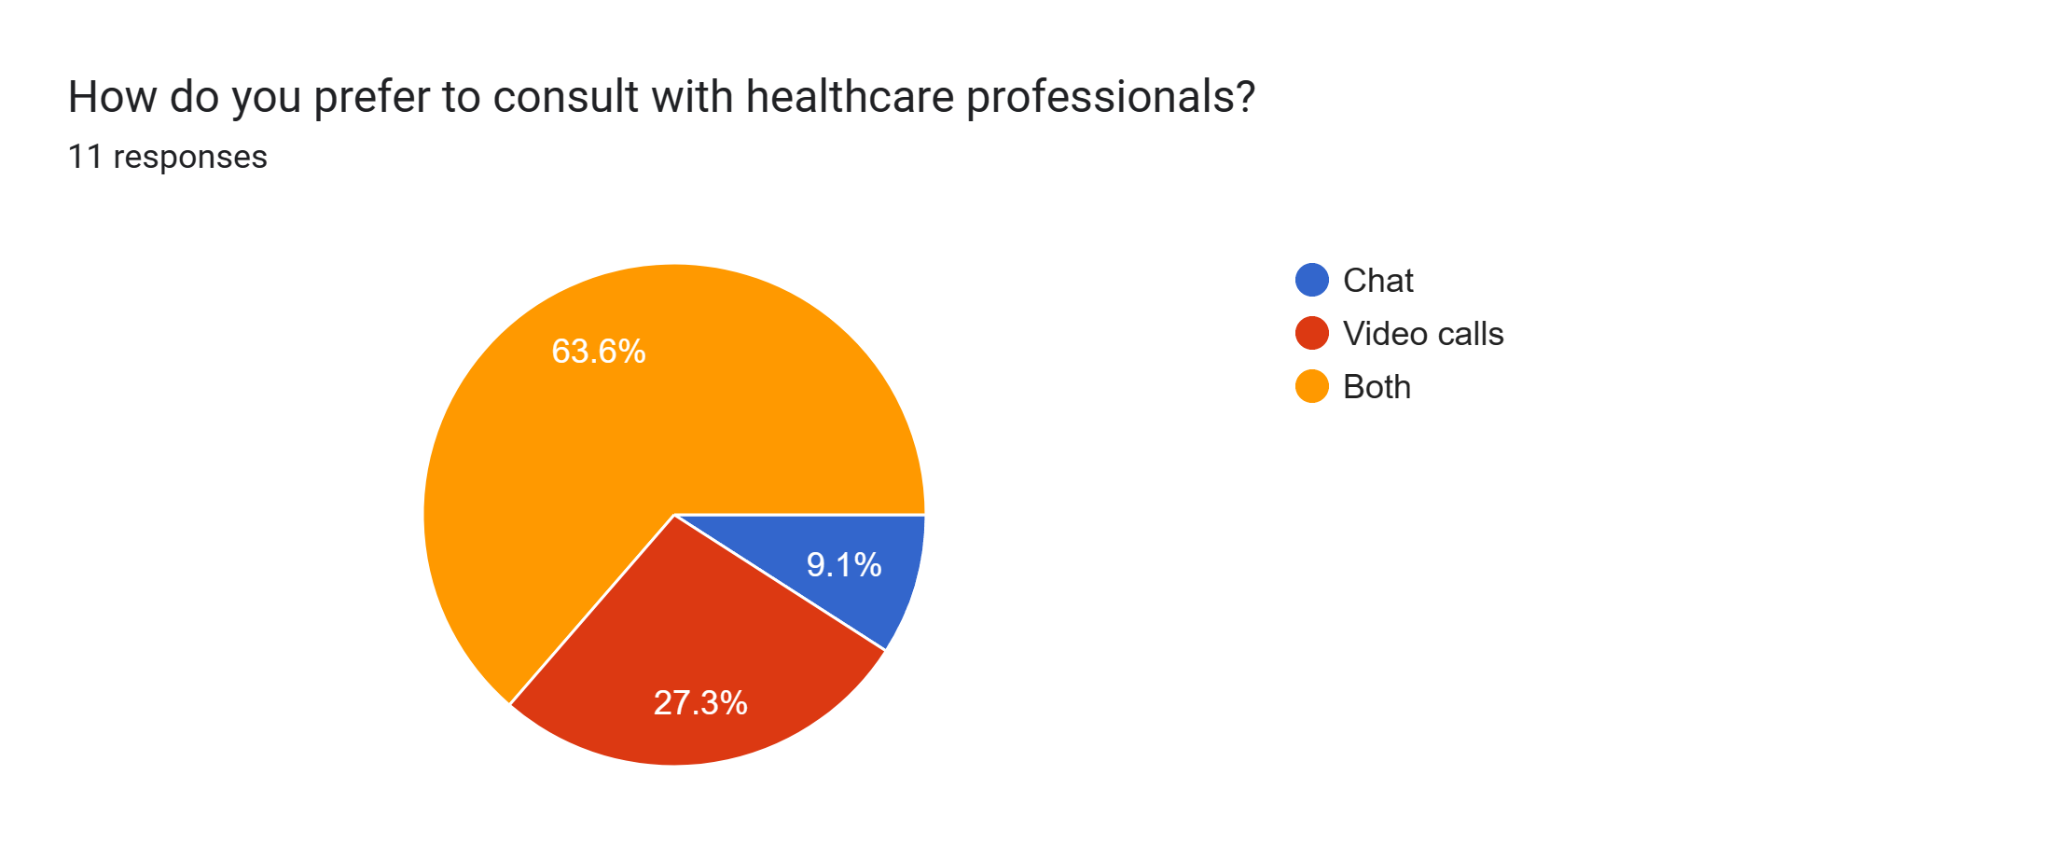 How do you prefer to consult with healthcare professionals?
11 responses
63.6%
9.1%
27.3%
Chat
Video calls
Both